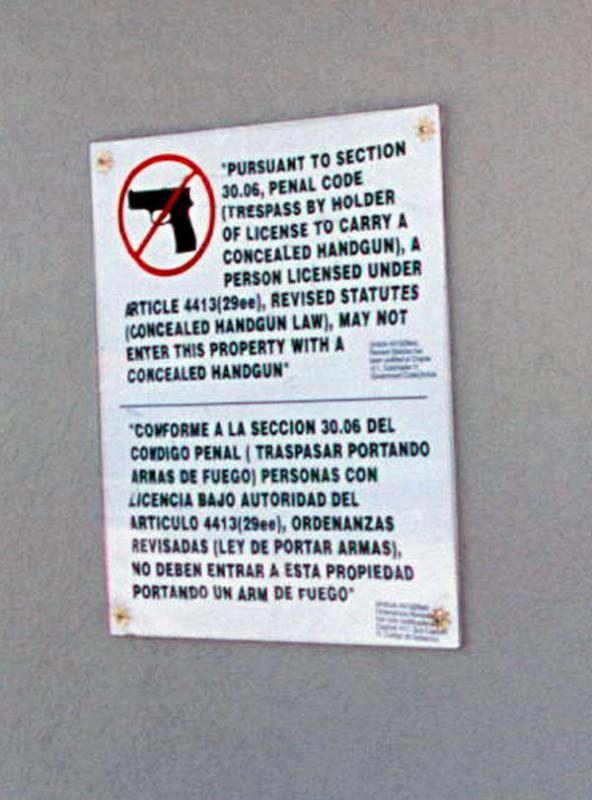 "PURSUANT TO SECTION
30.06, PENAL CODE
(TRESPASS BY HOLDER
OF LICENSE TO CARRY A
CONCEALED HANDGUN), A
PERSON LICENSED UNDER
ARTICLE 4413(29ee), REVISED STATUTES
(CONCEALED HANDGUN LAW), MAY NOT
ENTER THIS PROPERTY WITH A
CONCEALED HANDGUN"
"CONFORME A LA SECCION 30.06 DEL
CONDIGO PENAL ( TRASPASAR PORTANDO
ARMAS DE FUEGO) PERSONAS CON
LICENCIA BAJO AUTORIDAD DEL
ARTICULO 4413(29ee), ORDENANZAS
REVISADAS (LEY DE PORTAR ARMAS),
NO DEBEN ENTRAR A ESTA PROPIEDAD
PORTANDO UN ARM DE FUEGO"